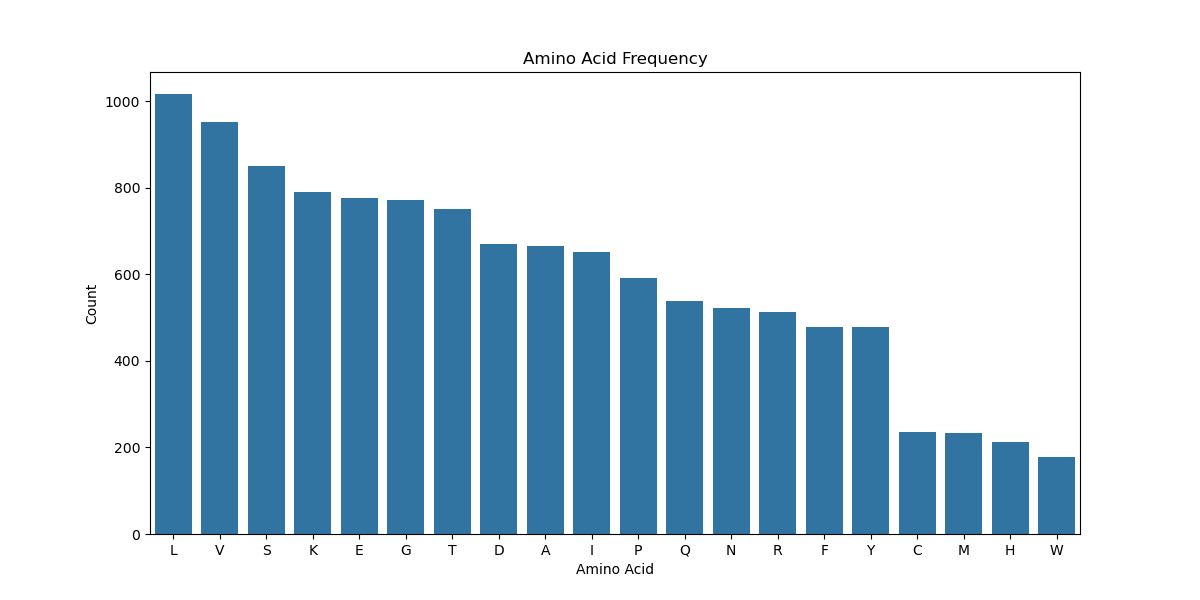 Amino Acid Frequency
1000
800
600
400
200
0
Count
L V S K E G T D A I P Q N R F Y C M H W
Amino Acid